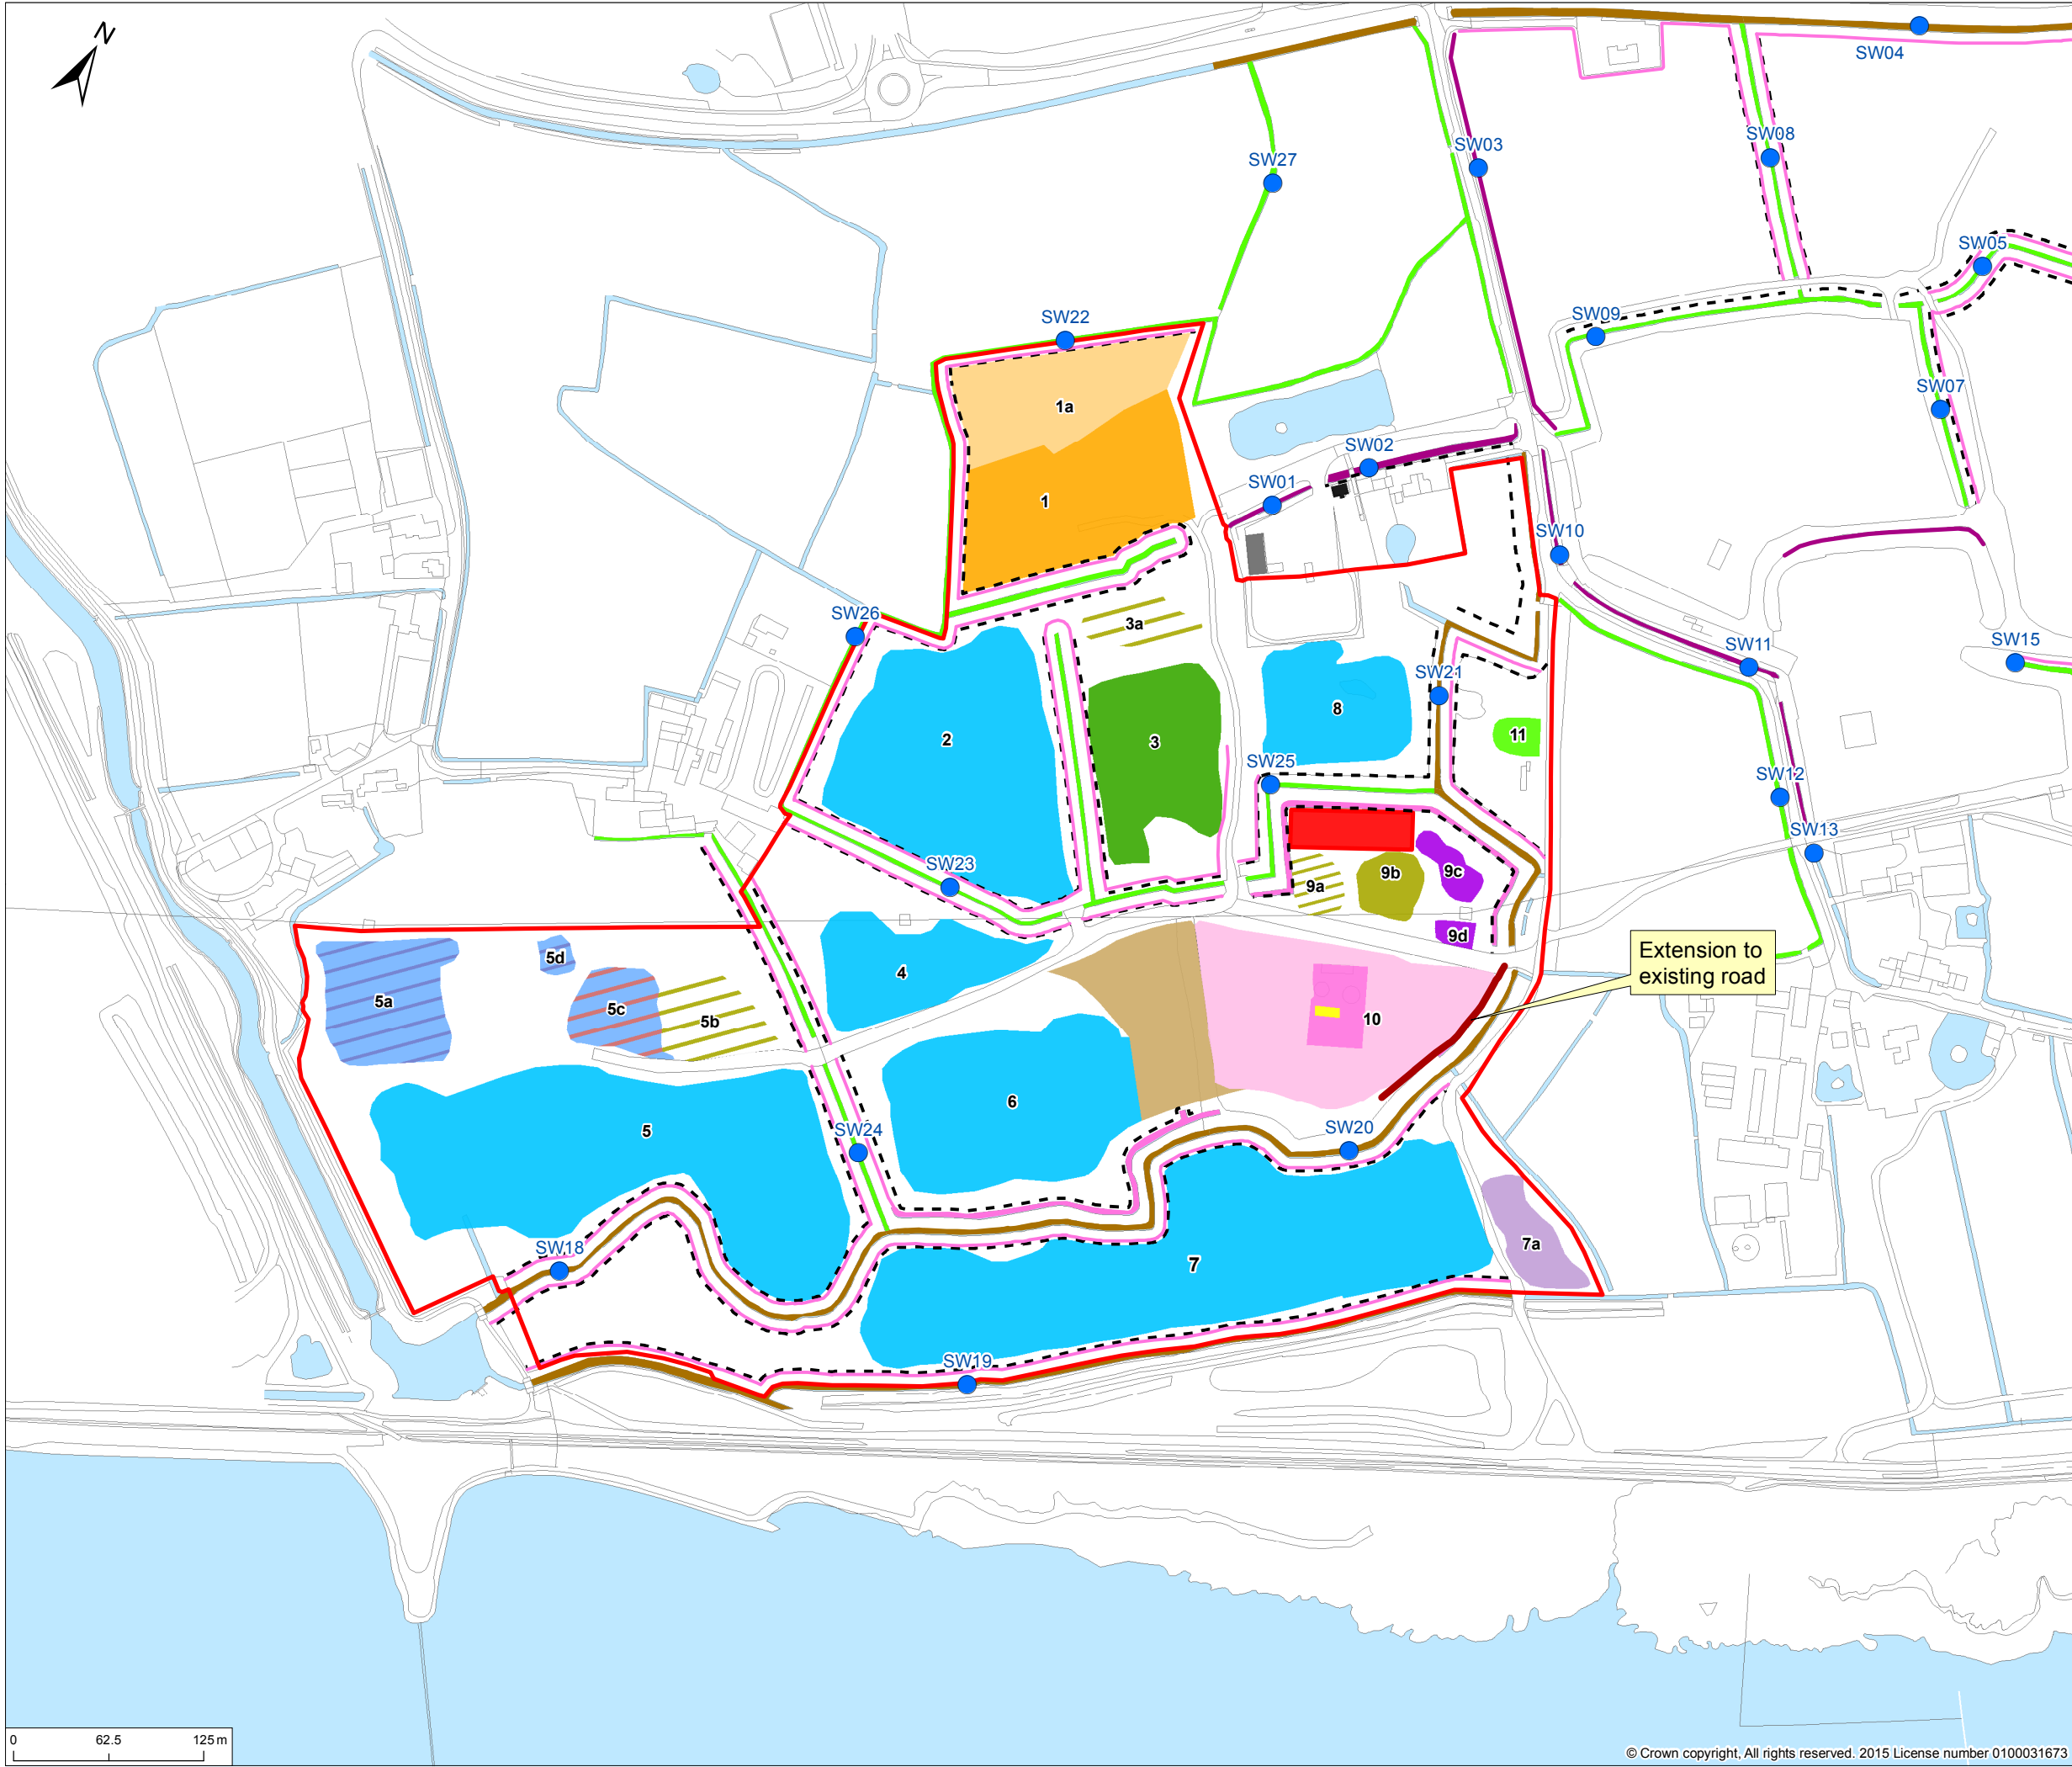 N
SW04
SW08
SW03
SW27
SW05
SW22
SW09
SW07
1a
SW02
SW01
1
SW10
SW26
3a
SW11
SW15
SW21
2
3
8
11
SW25
SW12
SW13
SW23
9a
9b
9c
9d
Extension to
existing road
4
5d
5a
5c
5b
10
6
5
SW24
SW20
SW18
7
7a
SW19
0
62.5
125 m
© Crown copyright, All rights reserved. 2015 License number 0100031673